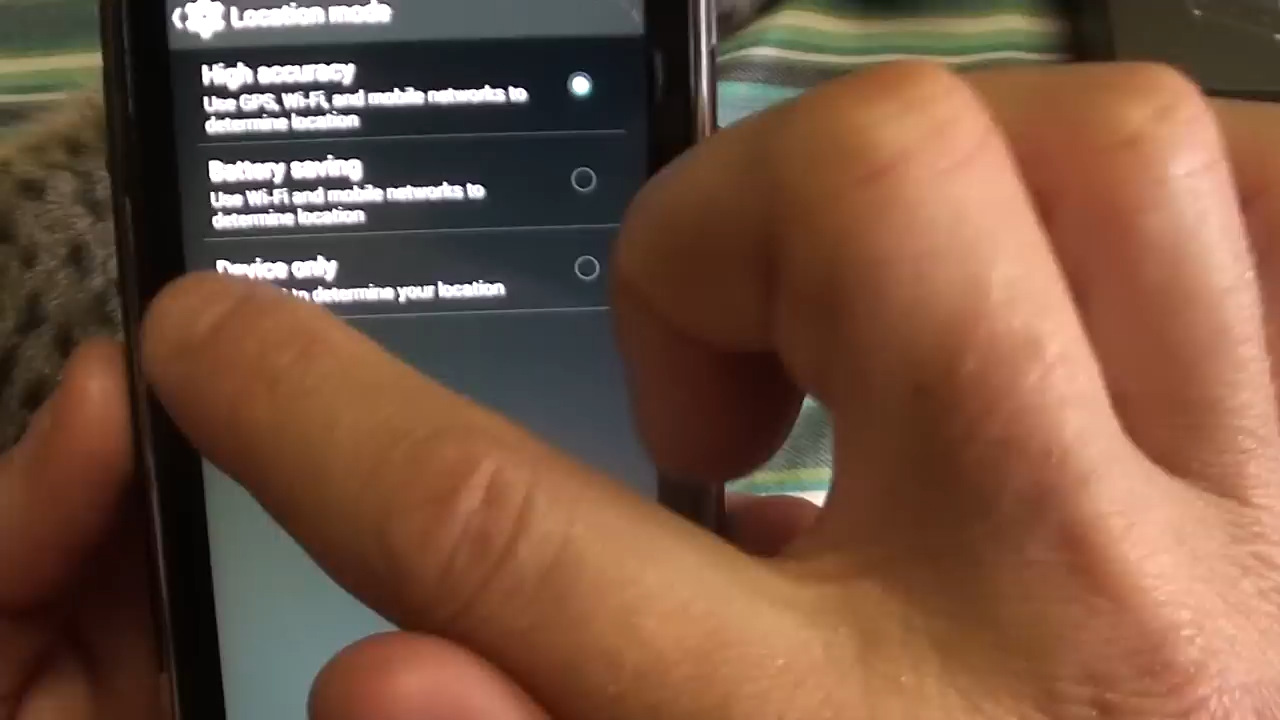 Location mode
High accuracy
Use GPS, Wi-Fi, and mobile networks to
determine location
Battery saving
Use Wi-Fi and mobile networks to
determine location
Device only
to determine your location